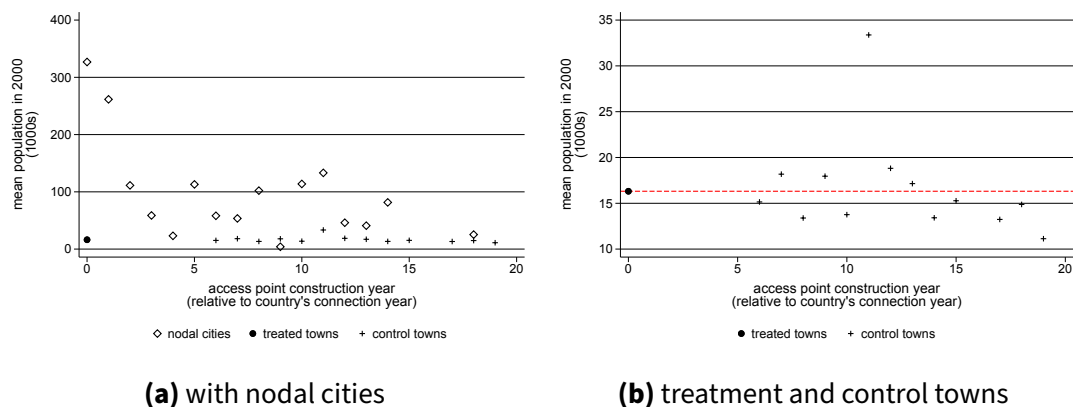 mean population in 2000
(1000s)
400
300
200
100
0
0
5
10
15
20
access point construction year
(relative to country's connection year)
nodal cities
treated towns
control towns
(a) with nodal cities
mean population in 2000
(1000s)
35
30
25
20
15
10
0
5
10
15
20
access point construction year
(relative to country's connection year)
treated towns
control towns
(b) treatment and control towns